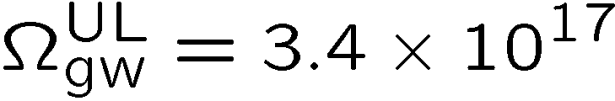 Ω_gw^UL = 3.4 × 10^17